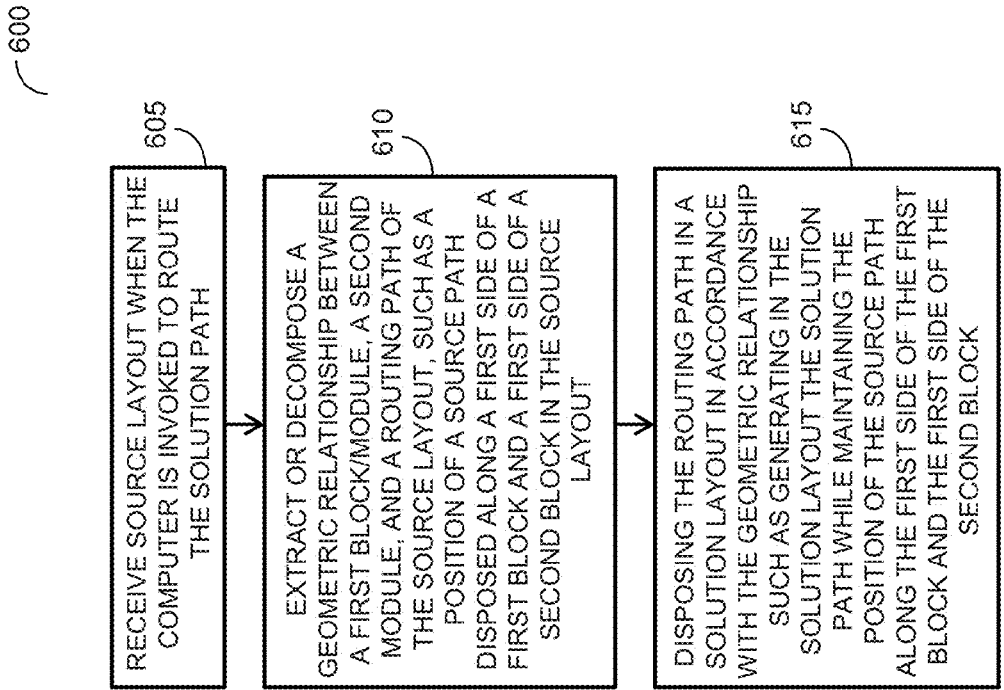 600
605
RECEIVE SOURCE LAYOUT WHEN THE
COMPUTER IS INVOKED TO ROUTE
THE SOLUTION PATH
610
EXTRACT OR DECOMPOSE A
GEOMETRIC RELATIONSHIP BETWEEN
A FIRST BLOCK/MODULE, A SECOND
MODULE, AND A ROUTING PATH OF
THE SOURCE LAYOUT, SUCH AS A
POSITION OF A SOURCE PATH
DISPOSED ALONG A FIRST SIDE OF A
FIRST BLOCK AND A FIRST SIDE OF A
SECOND BLOCK IN THE SOURCE
LAYOUT
615
DISPOSING THE ROUTING PATH IN A
SOLUTION LAYOUT IN ACCORDANCE
WITH THE GEOMETRIC RELATIONSHIP
SUCH AS GENERATING IN THE
SOLUTION LAYOUT THE SOLUTION
PATH WHILE MAINTAINING THE
POSITION OF THE SOURCE PATH
ALONG THE FIRST SIDE OF THE FIRST
BLOCK AND THE FIRST SIDE OF THE
SECOND BLOCK